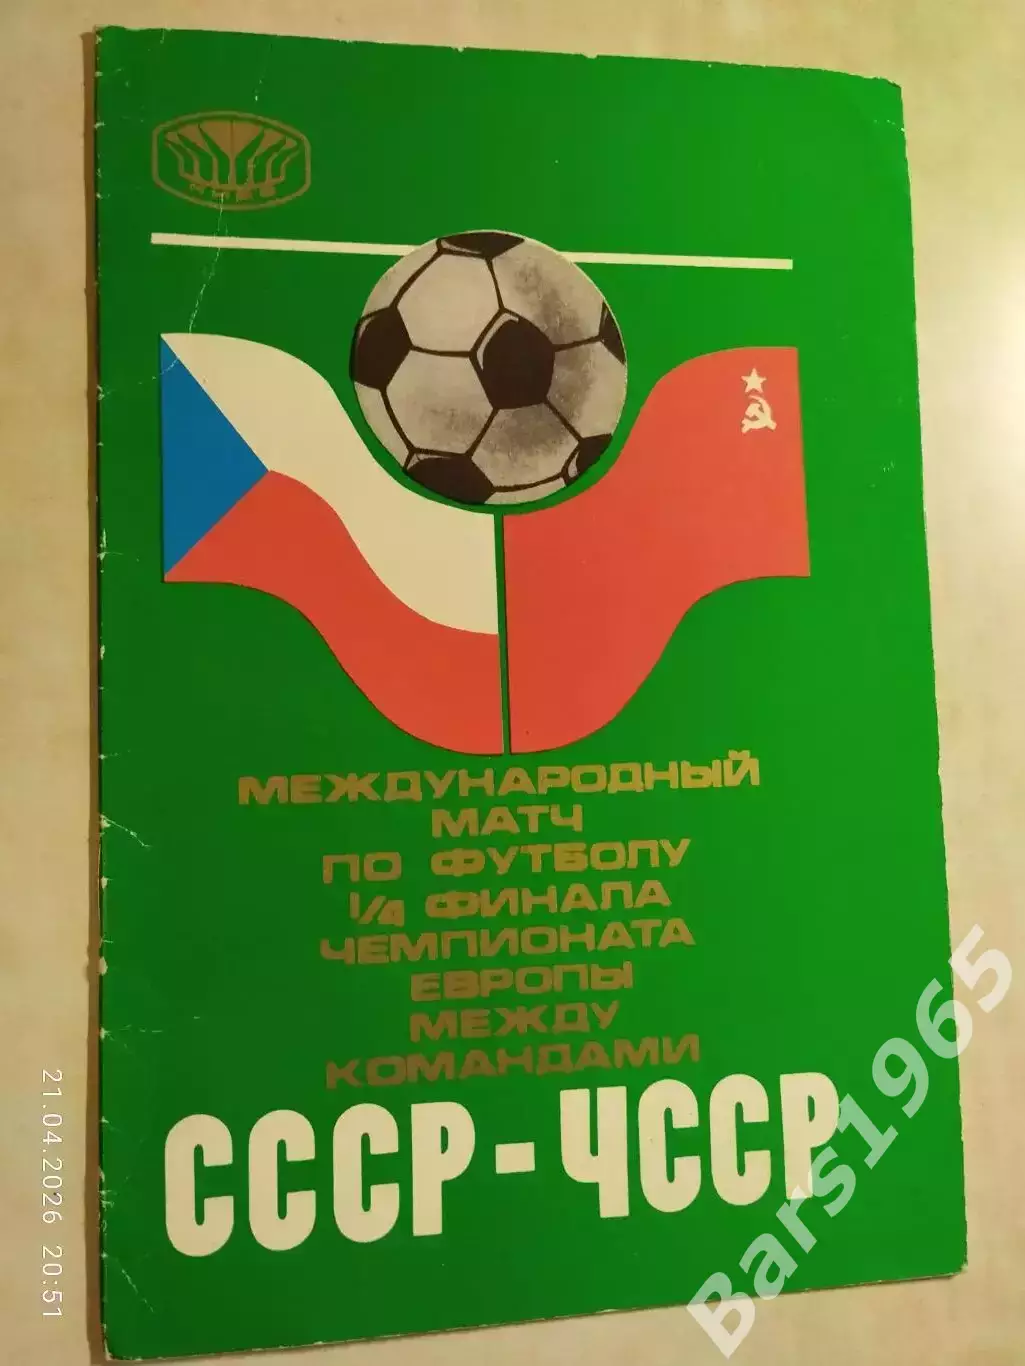 МЕЖДУНАРОДНЫЙ
МАТЧ
ПО ФУТБОЛУ
1/4 ФИНАЛА
ЧЕМПИОНАТА
ЕВРОПЫ
МЕЖДУ
КОМАНДАМИ
СССР-ЧССР
21.04.2026 20:51
Bars1965